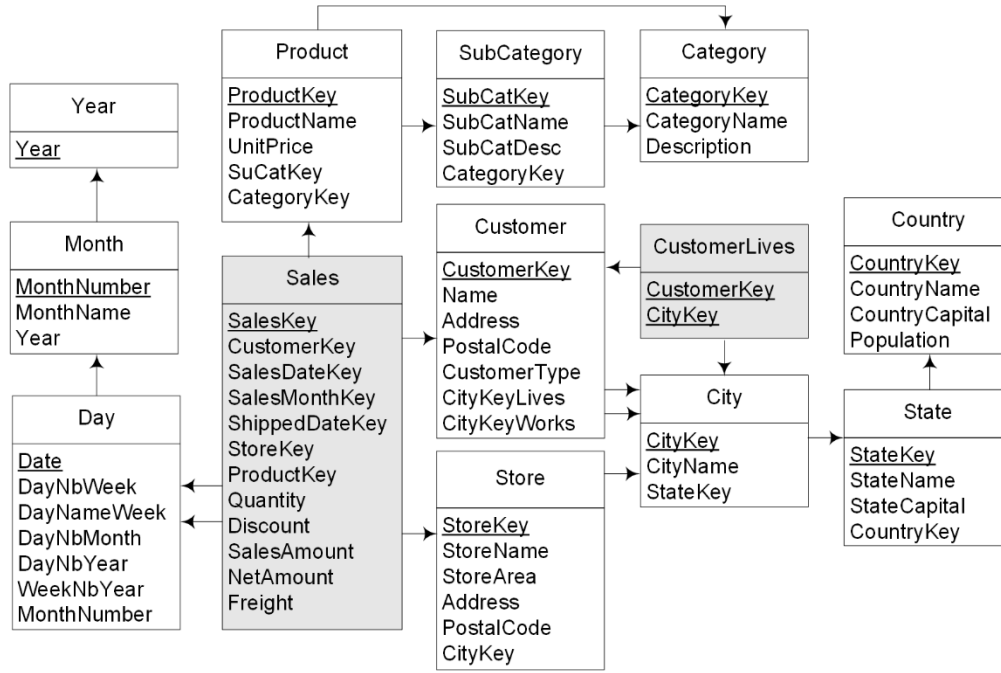 Product
ProductKey
ProductName
UnitPrice
SuCatKey
CategoryKey
SubCategory
SubCatKey
SubCatName
SubCatDesc
CategoryKey
Category
CategoryKey
CategoryName
Description
Year
Year
Month
MonthNumber
MonthName
Year
Day
Date
DayNbWeek
DayNameWeek
DayNbMonth
DayNbYear
WeekNbYear
MonthNumber
Sales
SalesKey
CustomerKey
SalesDateKey
SalesMonthKey
ShippedDateKey
StoreKey
ProductKey
Quantity
Discount
SalesAmount
NetAmount
Freight
Customer
CustomerKey
Name
Address
PostalCode
CustomerType
CityKeyLives
CityKeyWorks
CustomerLives
CustomerKey
CityKey
Store
StoreKey
StoreName
StoreArea
Address
PostalCode
CityKey
City
CityKey
CityName
StateKey
Country
CountryKey
CountryName
CountryCapital
Population
State
StateKey
StateName
StateCapital
CountryKey